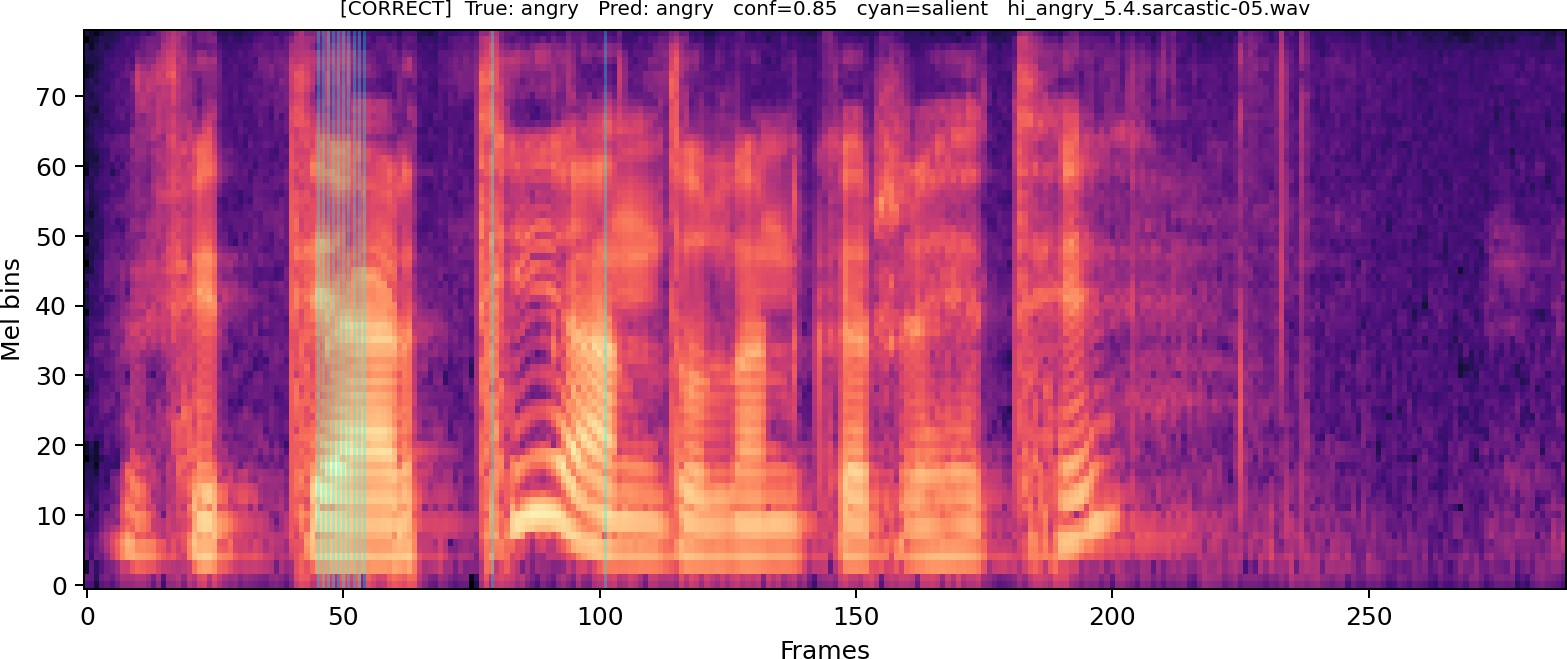 [CORRECT] True: angry Pred: angry conf=0.85 cyan=salient hi_angry_5.4.sarcastic-05.wav
70
60
50
40
30
20
10
0
Mel bins
0 50 100 150 200 250
Frames